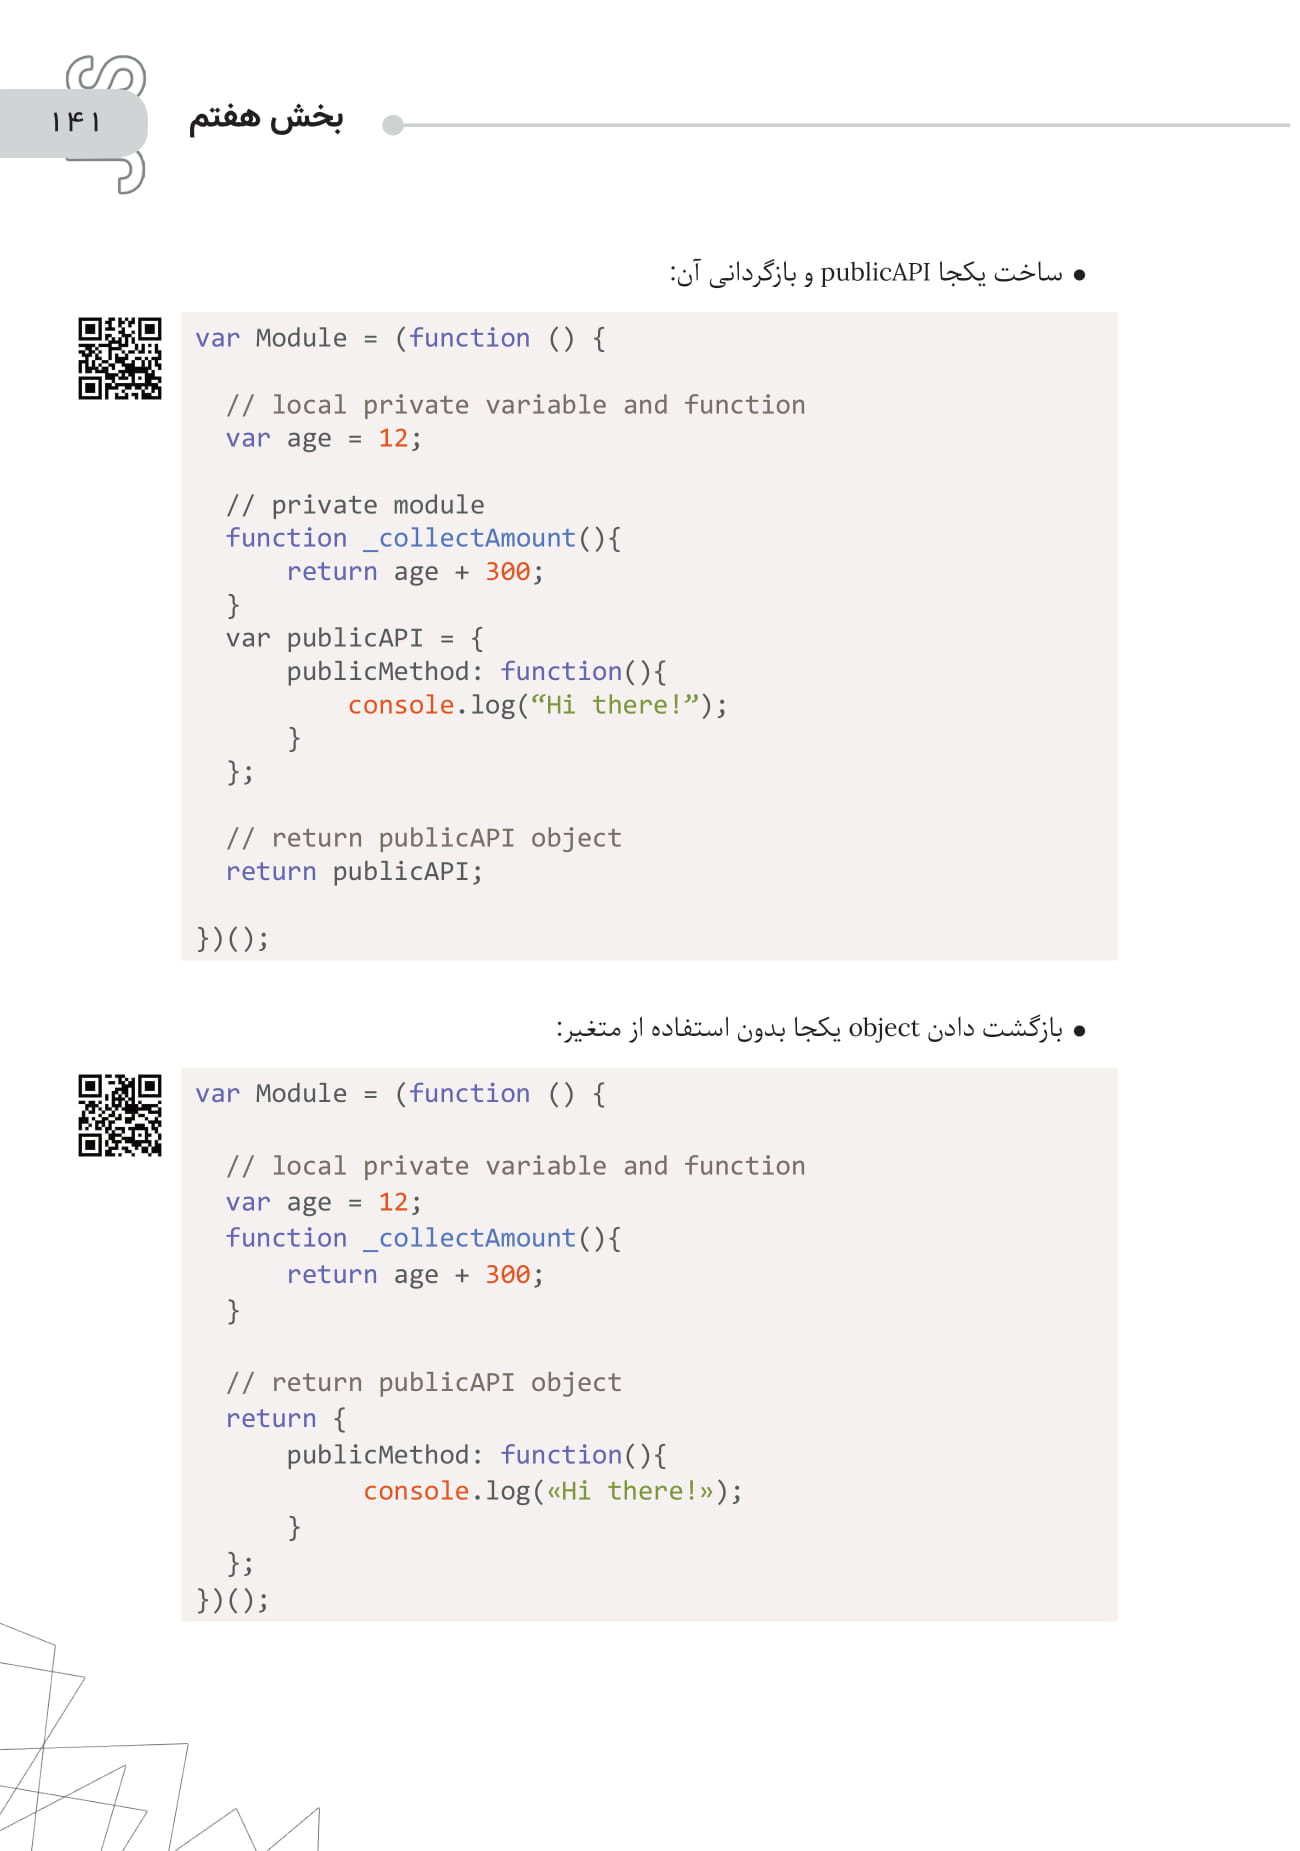 ۱۴۱
بخش هفتم
JS
● ساخت یکجا publicAPI و بازگردانی آن:
var Module = (function () {
// local private variable and function
var age = 12;
// private module
function _collectAmount(){
return age + 300;
}
var publicAPI = {
publicMethod: function(){
console.log(“Hi there!”);
}
};
// return publicAPI object
return publicAPI;
})();
● بازگشت دادن object یکجا بدون استفاده از متغیر:
var Module = (function () {
// local private variable and function
var age = 12;
function _collectAmount(){
return age + 300;
}
// return publicAPI object
return {
publicMethod: function(){
console.log(«Hi there!»);
}
};
})();